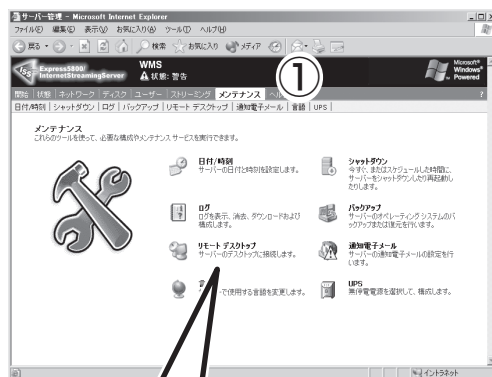 サーバー管理 - Microsoft Internet Explorer
ファイル(F) 編集(E) 表示(V) お気に入り(A) ツール(T) ヘルプ(H)
戻る 検索 お気に入り メディア
Express5800/
InternetStreamingServer
WMS
状態: 警告
Microsoft®
Windows®
Powered
①
開始 状態 ネットワーク ディスク ユーザー ストリーミング メンテナンス ?
日付/時刻 シャットダウン ログ バックアップ リモート デスクトップ 通知電子メール 言語 UPS
メンテナンス
これらのツールを使って、必要な構成やメンテナンス サービスを実行できます。
日付/時刻
サーバーの日付と時刻を設定します。
シャットダウン
今すぐ、またはスケジュールした時間に、
サーバーをシャットダウンしたり再起動し
たりします。
ログ
ログを表示、消去、ダウンロードおよび
構成します。
バックアップ
サーバーのオペレーティング システムのバ
ックアップまたは復元を行います。
リモート デスクトップ
サーバーのデスクトップに接続します。
通知電子メール
サーバーの通知電子メールの設定を行
います。
で使用する言語を変更します。
UPS
無停電電源を選択して、構成します。
イントラネット